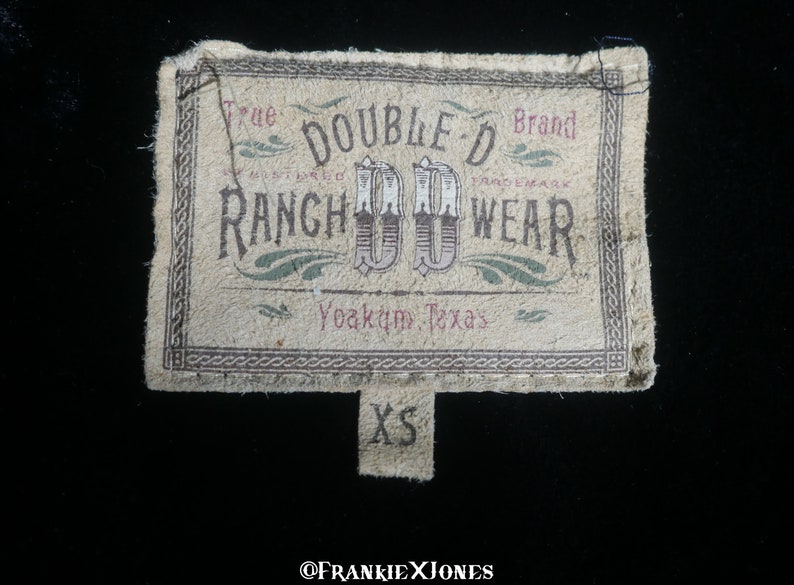 True Brand
DOUBLE·D
REGISTERED TRADEMARK
RANCH DD WEAR
Yoakum, Texas
XS
@FRANKIEXJONES